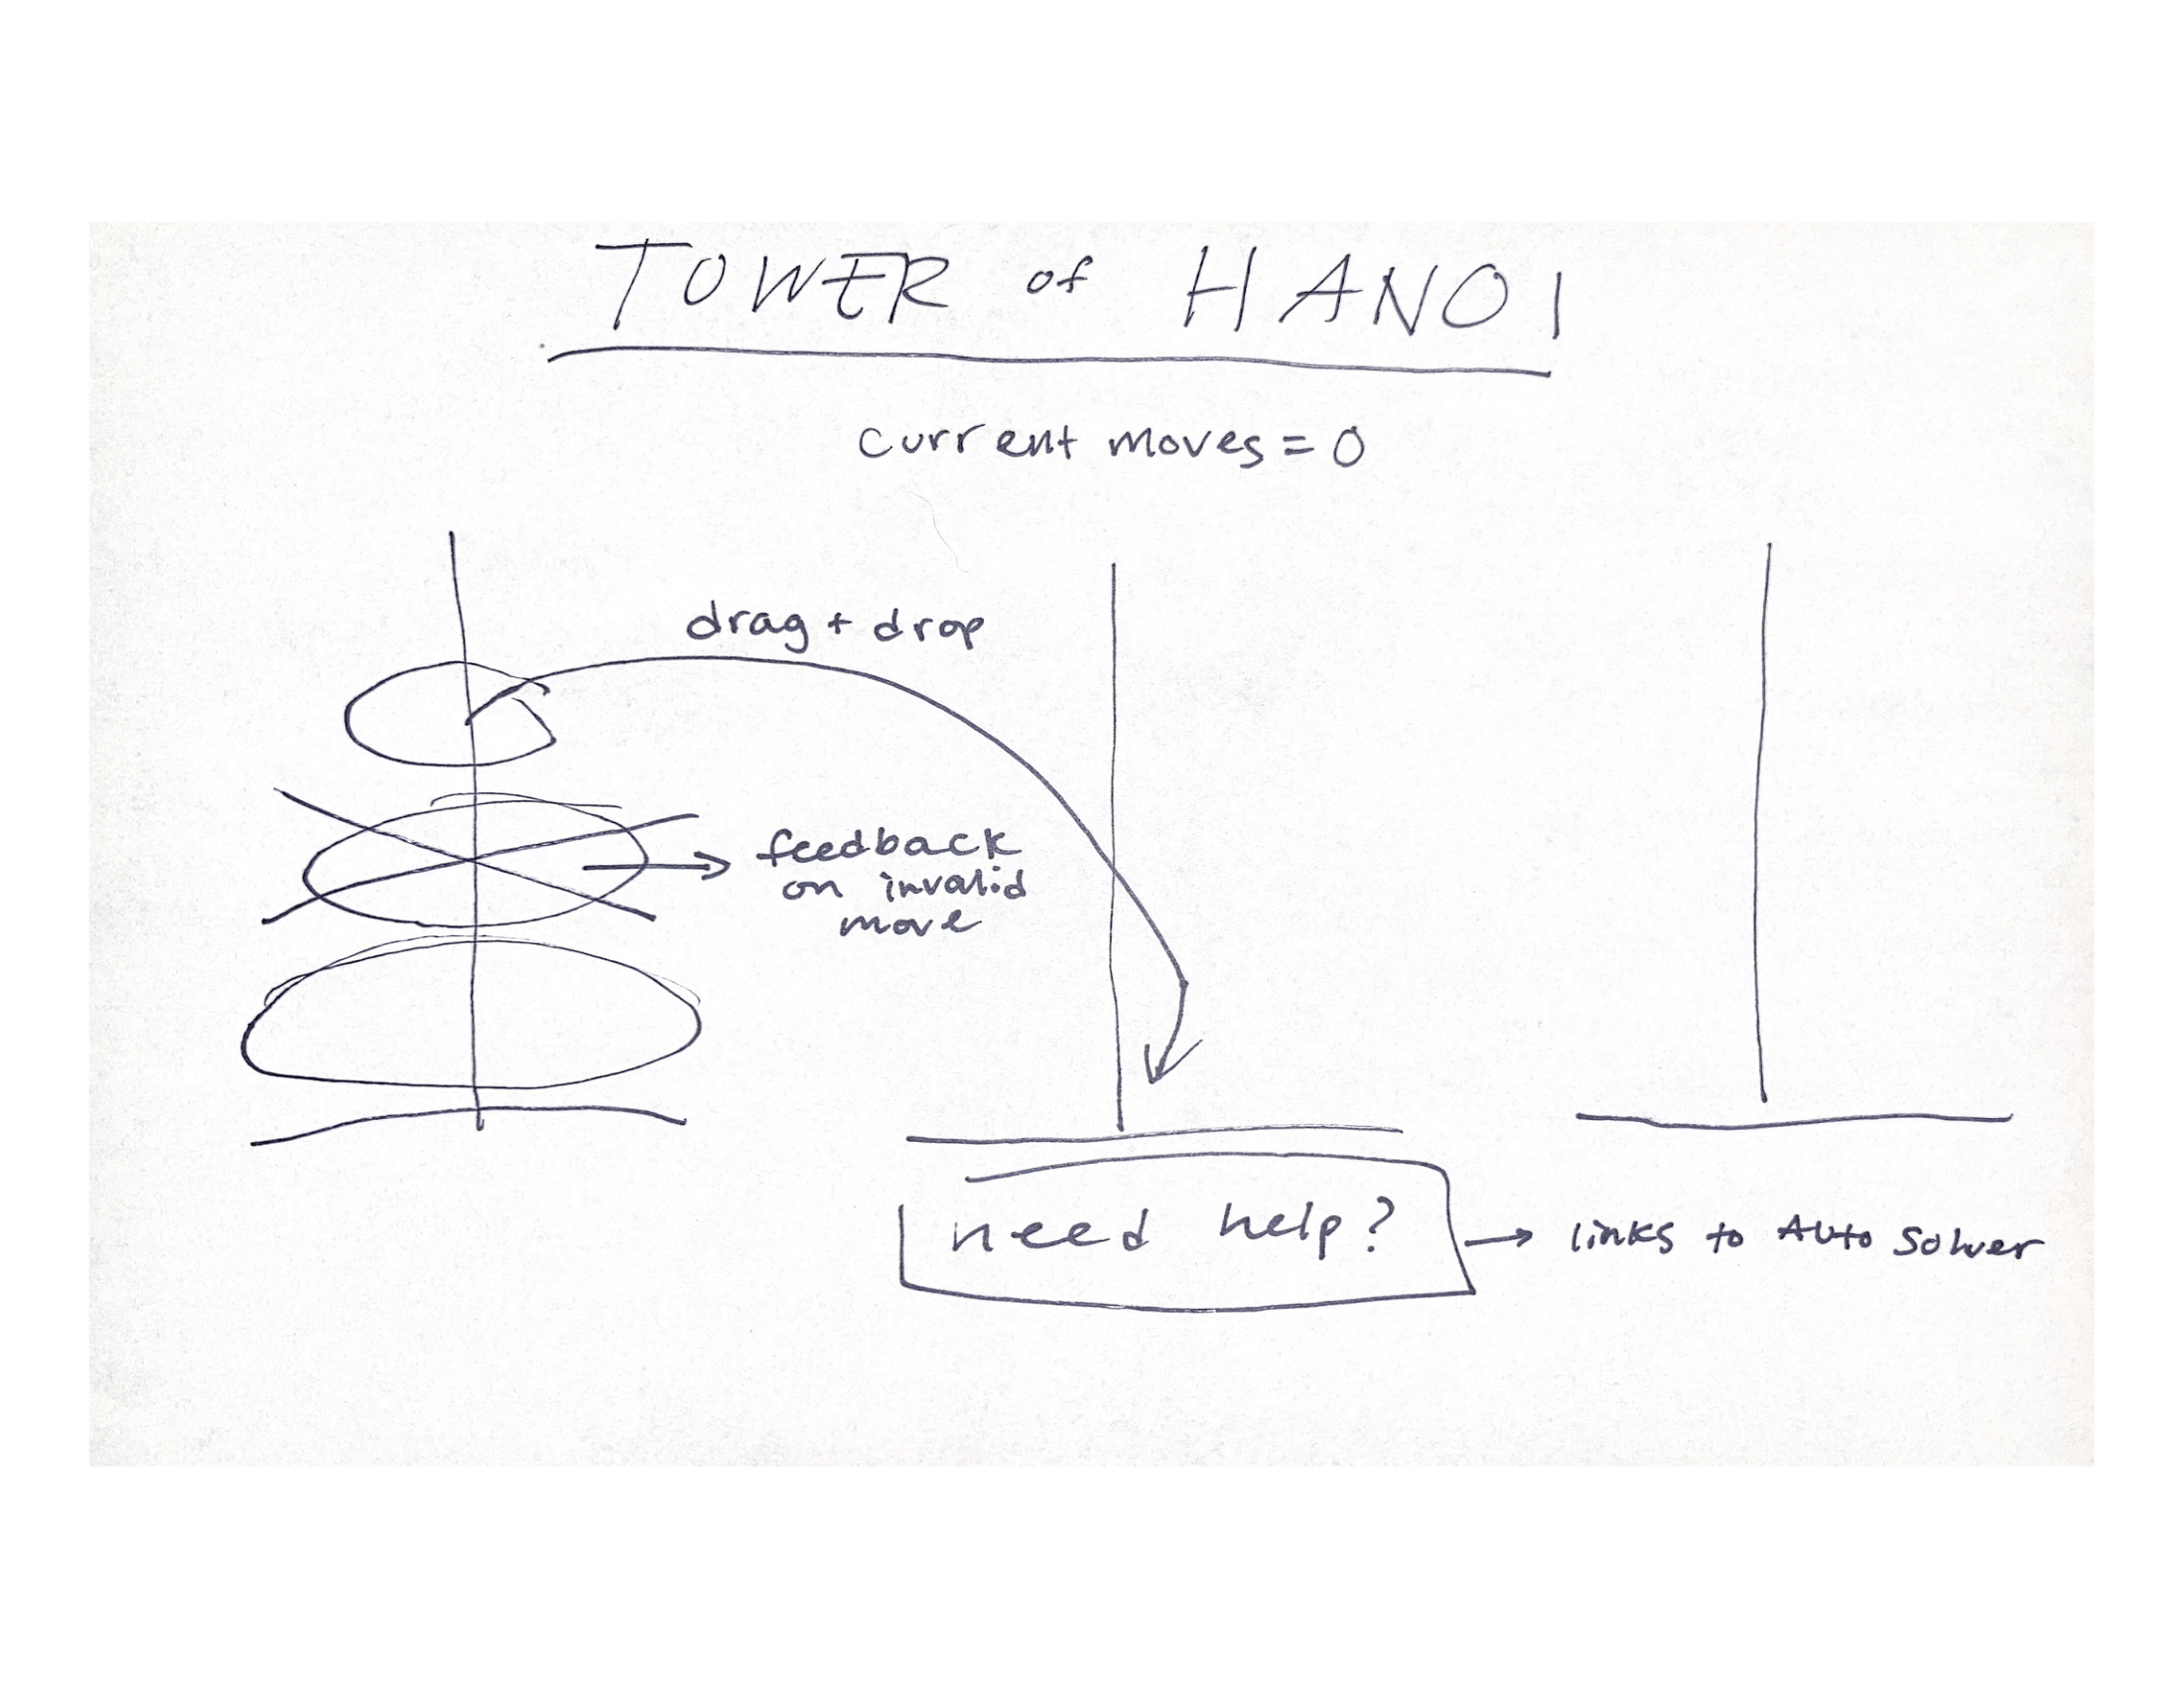 TOWER of HANOI
current moves = 0
drag + drop
feedback
on invalid
move
need help?
links to Auto Solver